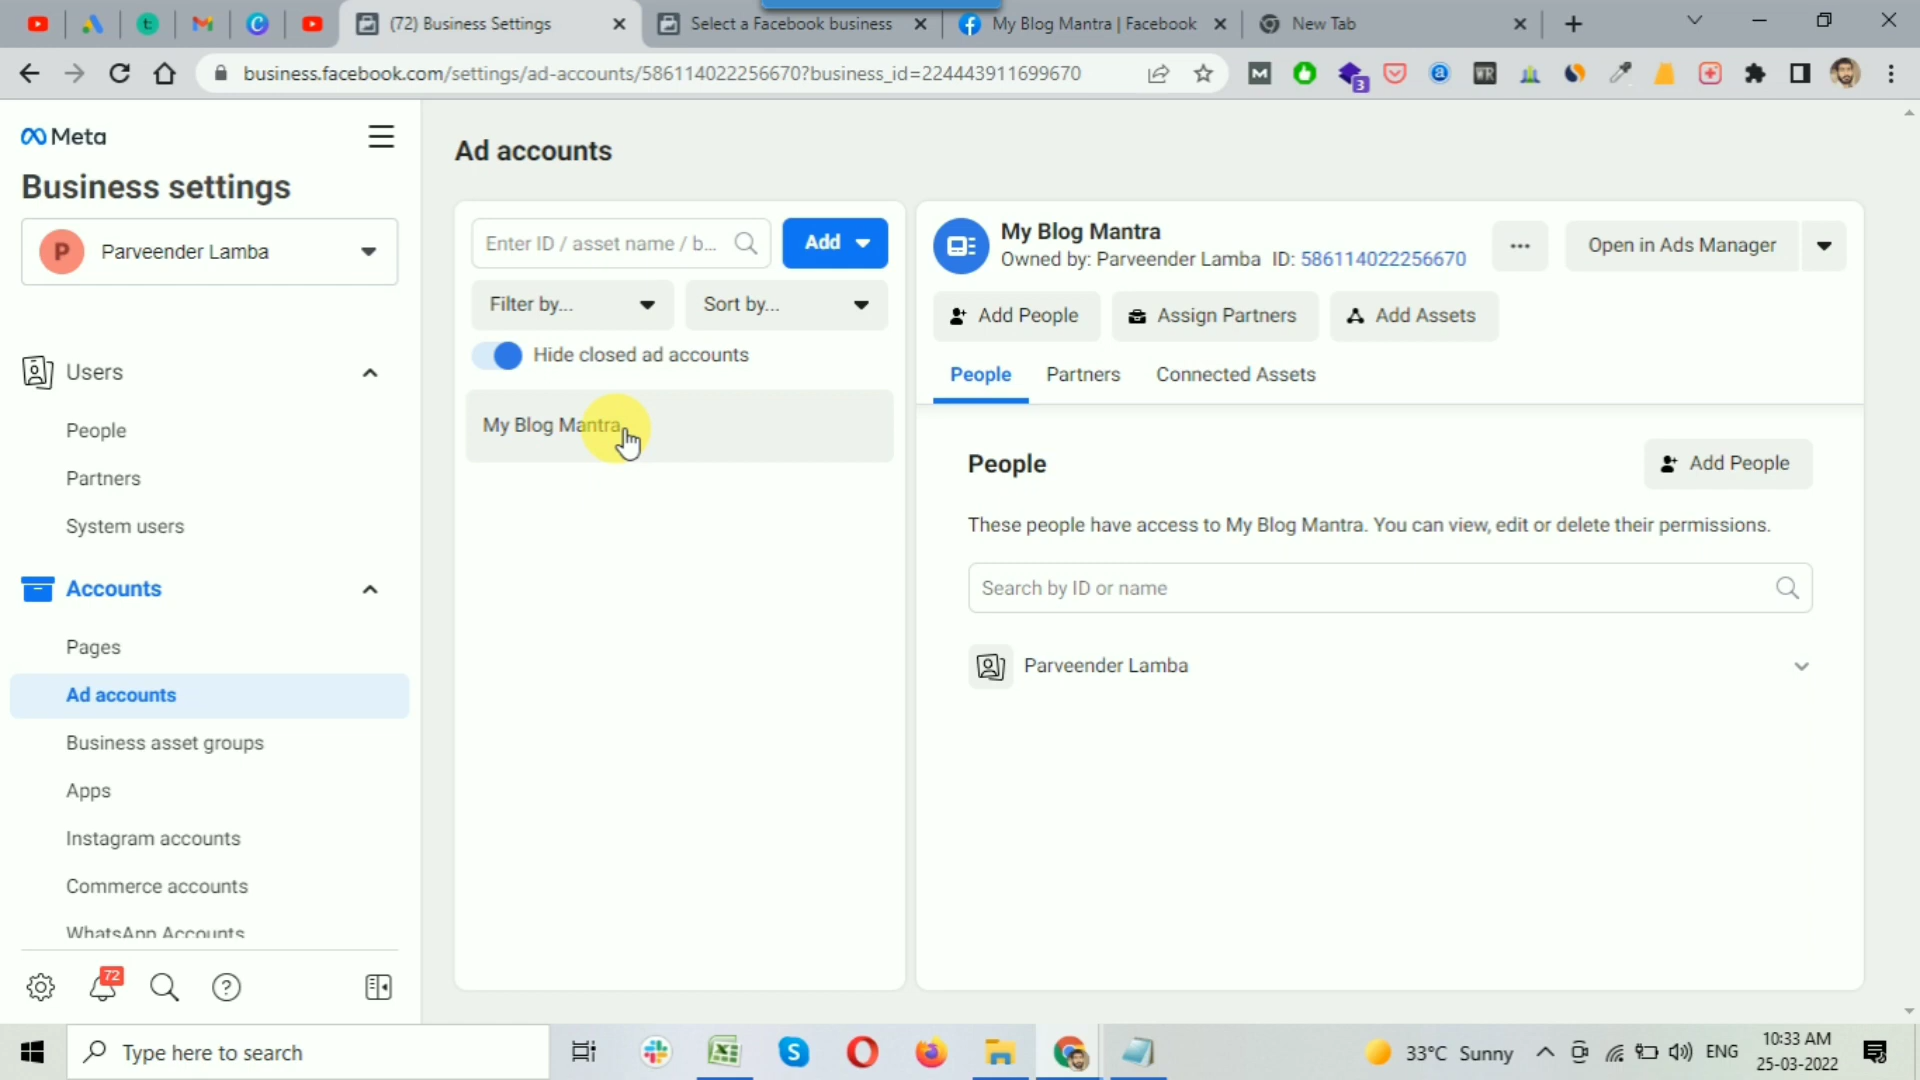 (72) Business Settings
Select a Facebook business
My Blog Mantra | Facebook
New Tab
business.facebook.com/settings/ad-accounts/586114022256670?business_id=224443911699670
3
Meta
Business settings
P Parveender Lamba
Users
People
Partners
System users
Accounts
Pages
Ad accounts
Business asset groups
Apps
Instagram accounts
Commerce accounts
WhatsApp Accounts
72
Ad accounts
Enter ID / asset name / b...
Add
Filter by...
Sort by...
Hide closed ad accounts
My Blog Mantra
My Blog Mantra
Owned by: Parveender Lamba ID: 586114022256670
Open in Ads Manager
Add People
Assign Partners
Add Assets
People
Partners
Connected Assets
People
Add People
These people have access to My Blog Mantra. You can view, edit or delete their permissions.
Search by ID or name
Parveender Lamba
Type here to search
33°C Sunny
ENG
10:33 AM
25-03-2022